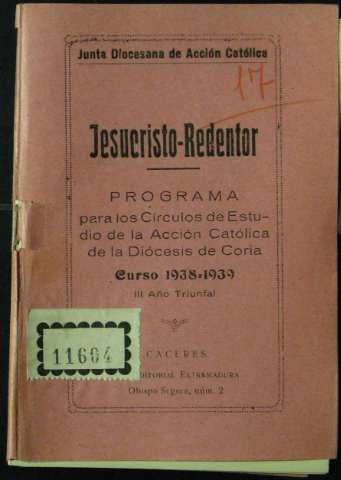 Junta Diocesana de Acción Católica
17
Jesucristo-Redentor
PROGRAMA
para los Círculos de Estu-
dio de la Acción Católica
de la Diócesis de Coria
Curso 1938-1939
III Año Triunfal
CACERES
EDITORIAL EXTREMADURA
Obispo Segura, núm. 2
11604